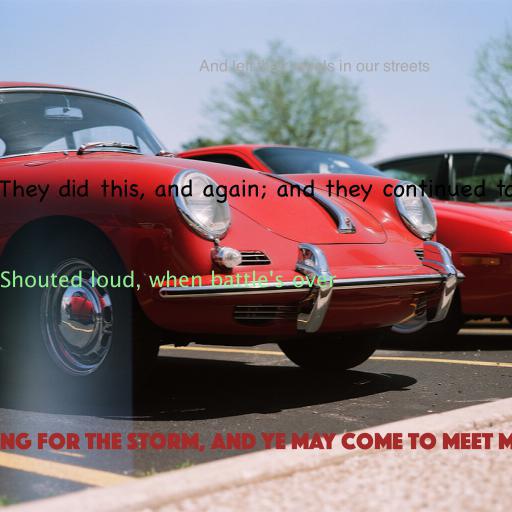 And left in our streets
They did this, and again; and they continued to
Shouted loud, when battle's over
NG FOR THE STORM, AND YE MAY COME TO MEET M